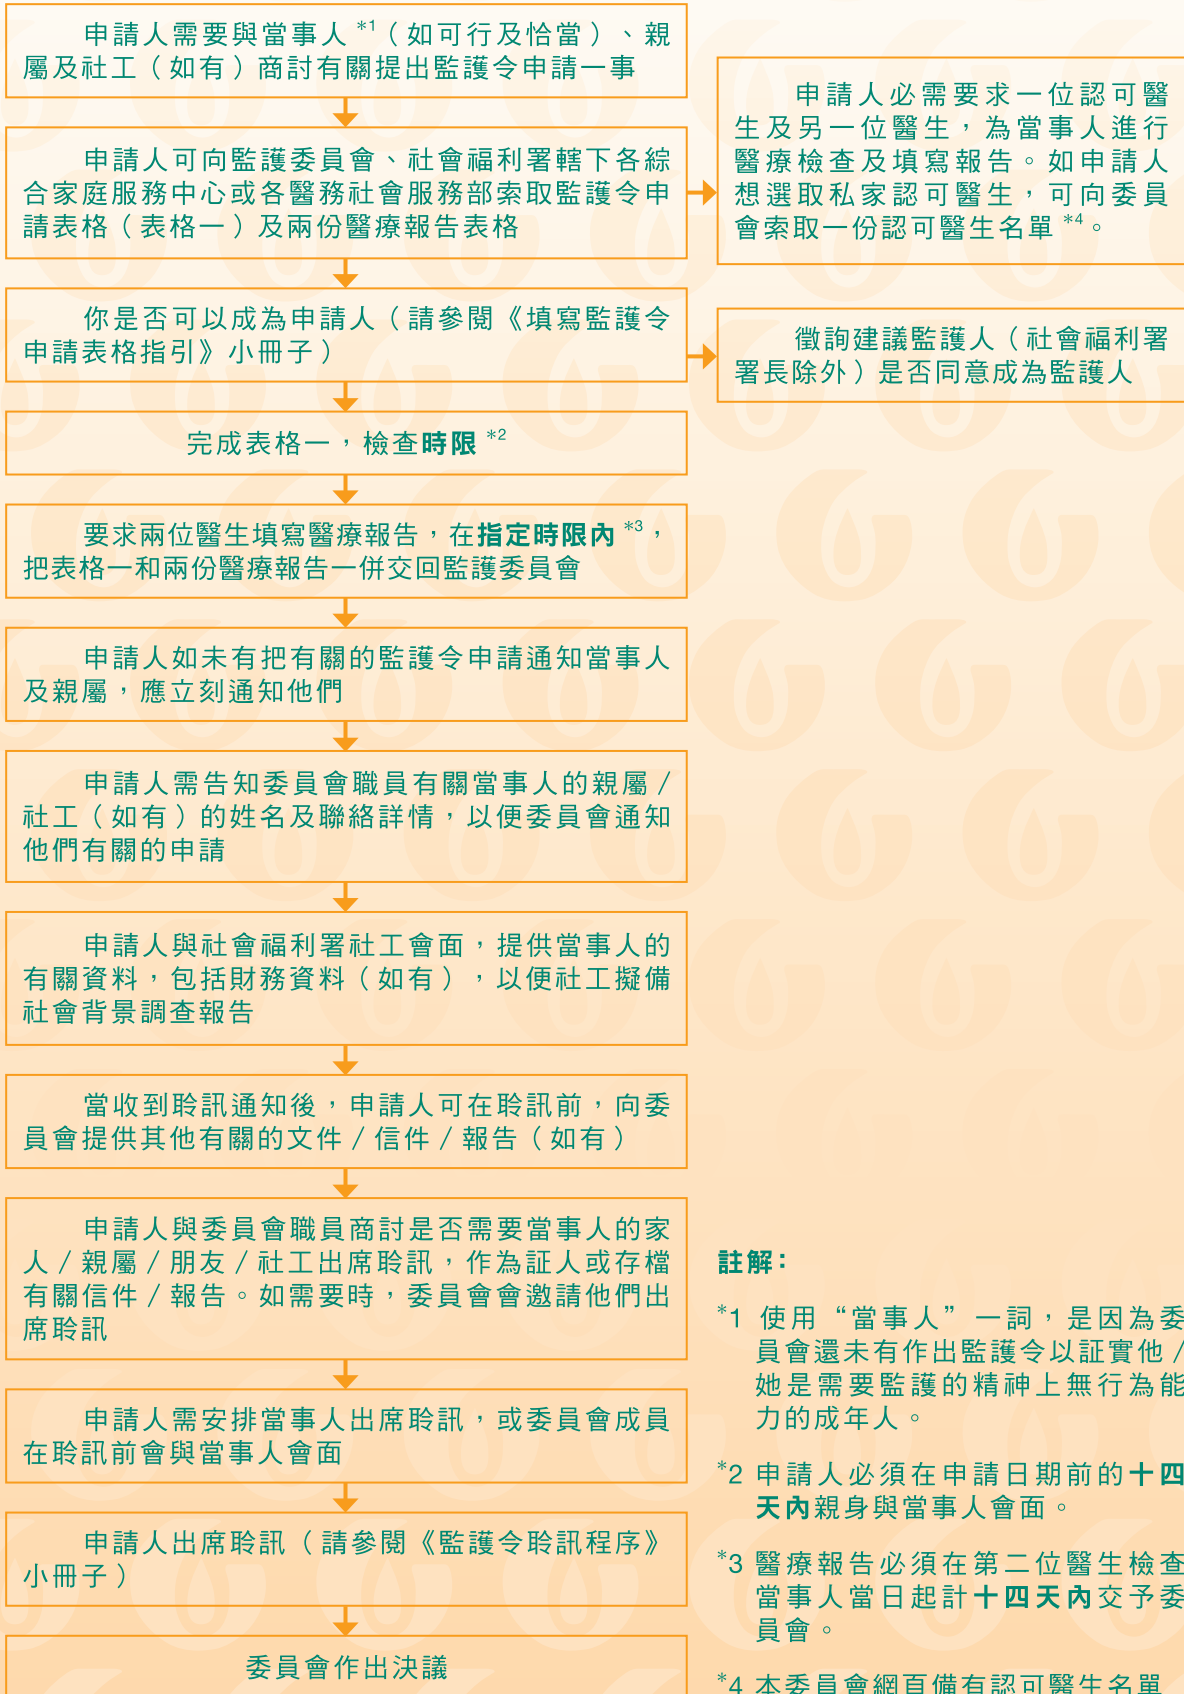 申請人需要與當事人*1（如可行及恰當）、親
屬及社工（如有）商討有關提出監護令申請一事
申請人可向監護委員會、社會福利署轄下各綜
合家庭服務中心或各醫務社會服務部索取監護令申
請表格（表格一）及兩份醫療報告表格
申請人必需要求一位認可醫
生及另一位醫生，為當事人進行
醫療檢查及填寫報告。如申請人
想選取私家認可醫生，可向委員
會索取一份認可醫生名單*4。
你是否可以成為申請人（請參閱《填寫監護令
申請表格指引》小冊子）
徵詢建議監護人（社會福利署
署長除外）是否同意成為監護人
完成表格一，檢查時限*2
要求兩位醫生填寫醫療報告，在指定時限內*3，
把表格一和兩份醫療報告一併交回監護委員會
申請人如未有把有關的監護令申請通知當事人
及親屬，應立刻通知他們
申請人需告知委員會職員有關當事人的親屬／
社工（如有）的姓名及聯絡詳情，以便委員會通知
他們有關的申請
申請人與社會福利署社工會面，提供當事人的
有關資料，包括財務資料（如有），以便社工擬備
社會背景調查報告
當收到聆訊通知後，申請人可在聆訊前，向委
員會提供其他有關的文件／信件／報告（如有）
申請人與委員會職員商討是否需要當事人的家
人／親屬／朋友／社工出席聆訊，作為証人或存檔
有關信件／報告。如需要時，委員會會邀請他們出
席聆訊
申請人需安排當事人出席聆訊，或委員會成員
在聆訊前會與當事人會面
申請人出席聆訊（請參閱《監護令聆訊程序》
小冊子）
委員會作出決議
註解：
*1 使用“當事人”一詞，是因為委
員會還未有作出監護令以証實他／
她是需要監護的精神上無行為能
力的成年人。
*2 申請人必須在申請日期前的十四
天內親身與當事人會面。
*3 醫療報告必須在第二位醫生檢查
當事人當日起計十四天內交予委
員會。
*4 本委員會網頁備有認可醫生名單